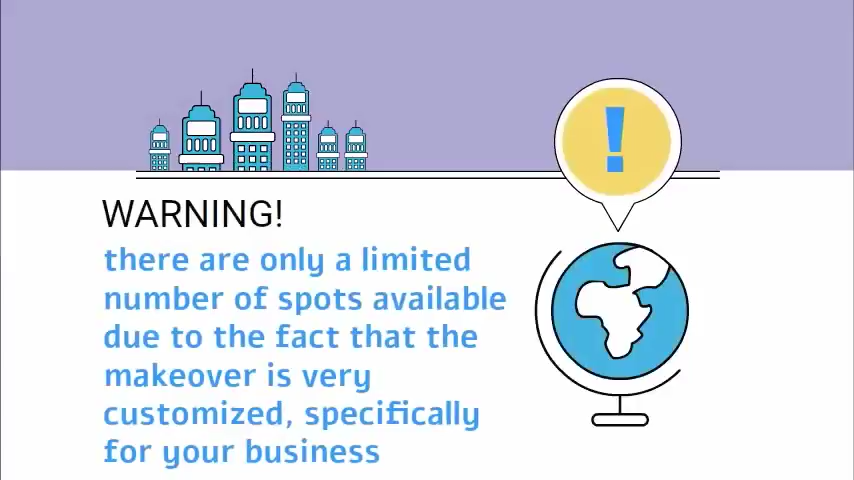 !
WARNING!
there are only a limited
number of spots available
due to the fact that the
makeover is very
customized, specifically
for your business